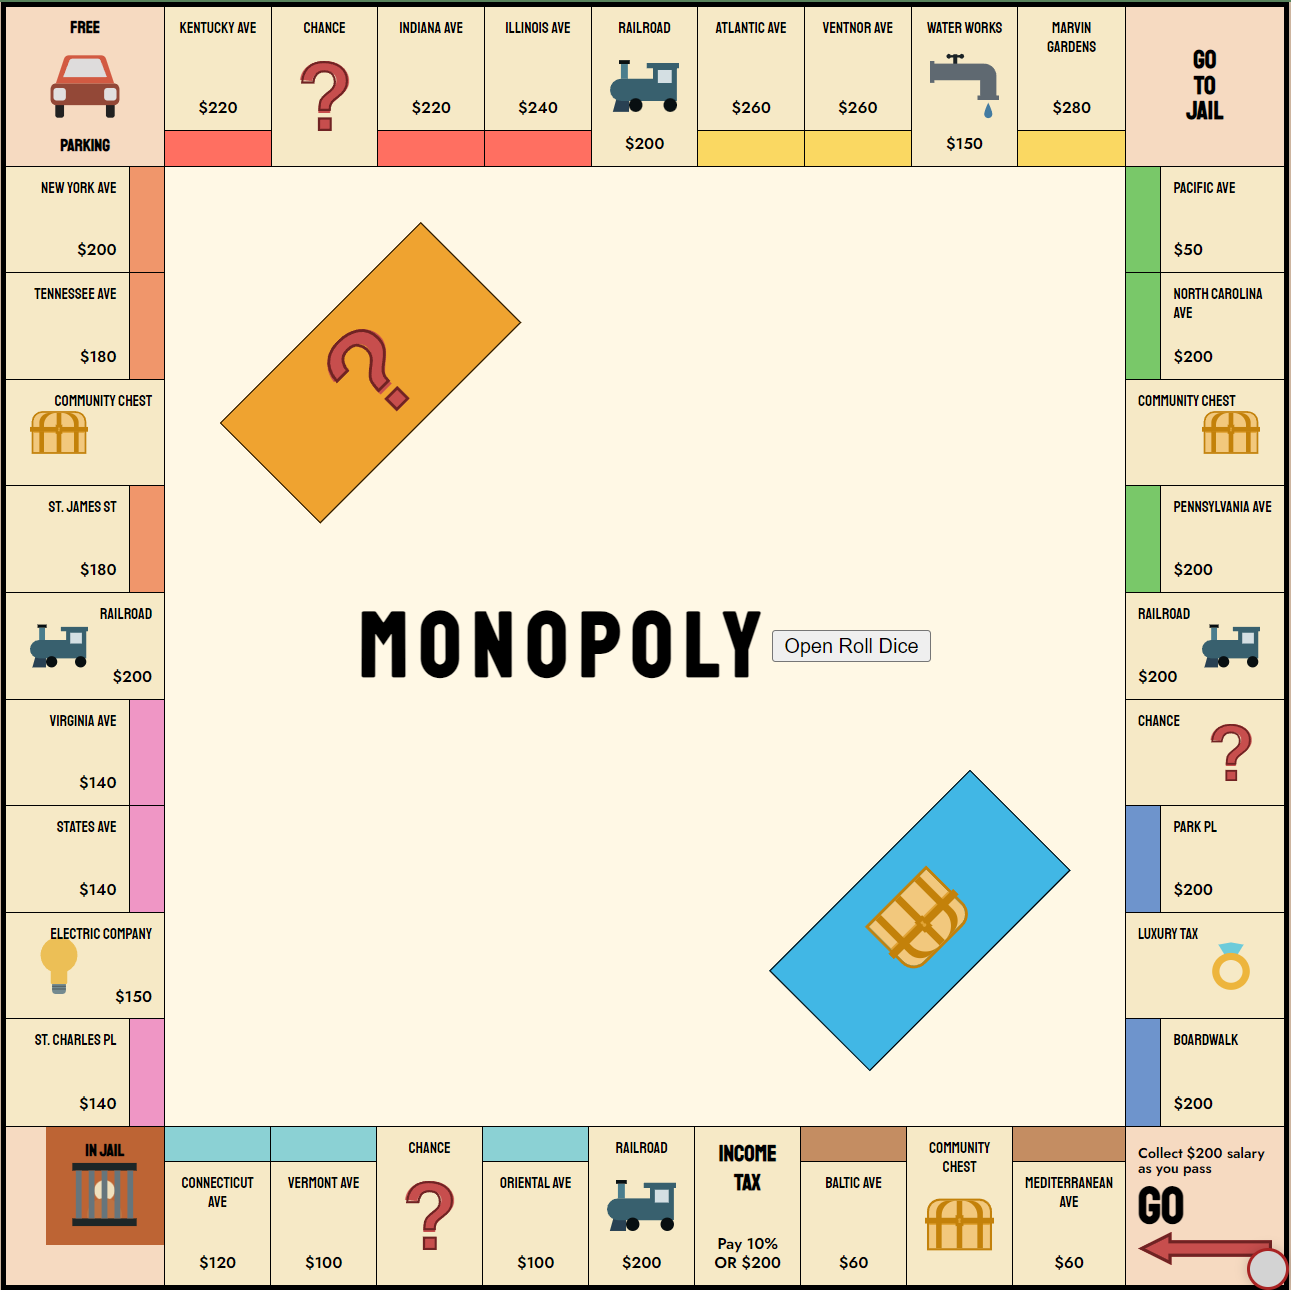 FREE
PARKING
KENTUCKY AVE
$220
CHANCE
?
INDIANA AVE
$220
ILLINOIS AVE
$240
RAILROAD
$200
ATLANTIC AVE
$260
VENTNOR AVE
$260
WATER WORKS
$150
MARVIN
GARDENS
$280
GO
TO
JAIL
NEW YORK AVE
$200
TENNESSEE AVE
$180
COMMUNITY CHEST
ST. JAMES ST
$180
RAILROAD
$200
VIRGINIA AVE
$140
STATES AVE
$140
ELECTRIC COMPANY
$150
ST. CHARLES PL
$140
?
MONOPOLY
Open Roll Dice
PACIFIC AVE
$50
NORTH CAROLINA
AVE
$200
COMMUNITY CHEST
PENNSYLVANIA AVE
$200
RAILROAD
$200
CHANCE
?
PARK PL
$200
LUXURY TAX
BOARDWALK
$200
IN JAIL
CONNECTICUT
AVE
$120
VERMONT AVE
$100
CHANCE
?
ORIENTAL AVE
$100
RAILROAD
$200
INCOME
TAX
Pay 10%
OR $200
BALTIC AVE
$60
COMMUNITY
CHEST
MEDITERRANEAN
AVE
$60
Collect $200 salary
as you pass
GO